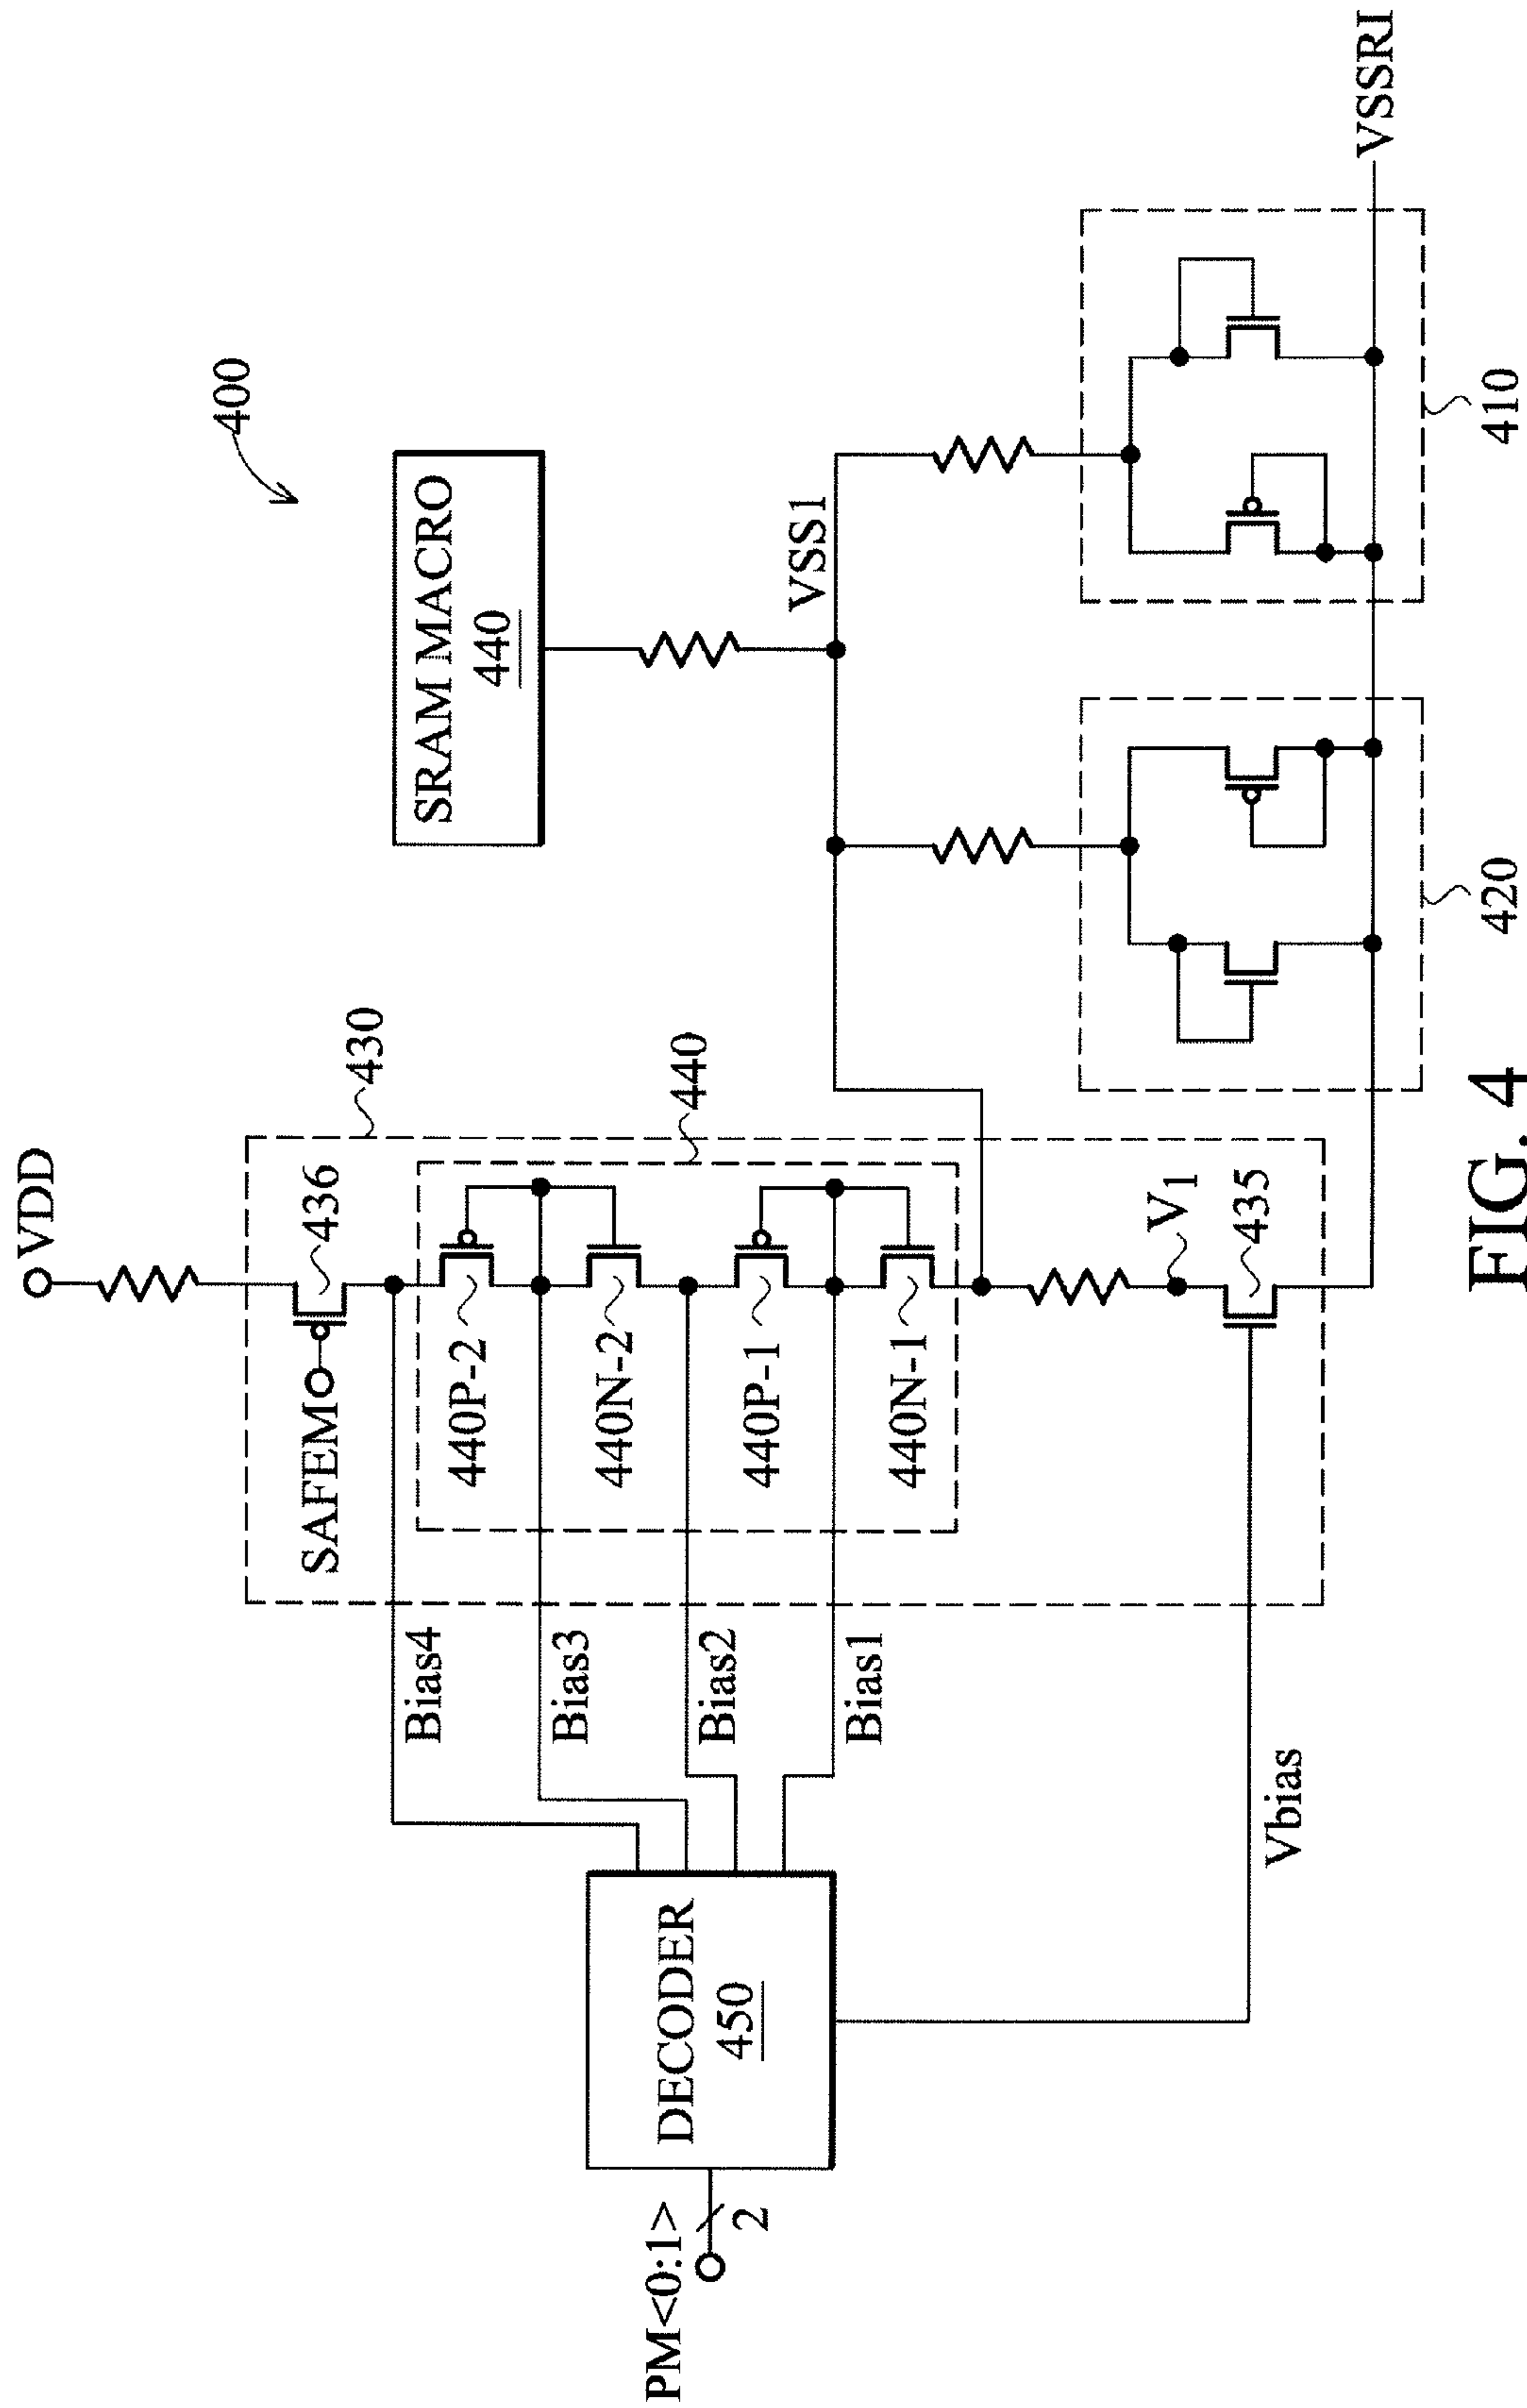 400
VDD
430
436
SAFEM
440
SRAM MACRO
440
Bias4
440P-2
Bias3
440N-2
VSS1
Bias2
440P-1
Bias1
440N-1
PM<0:1>
2
DECODER
450
V1
435
Vbias
VSSRI
420
410
FIG. 4